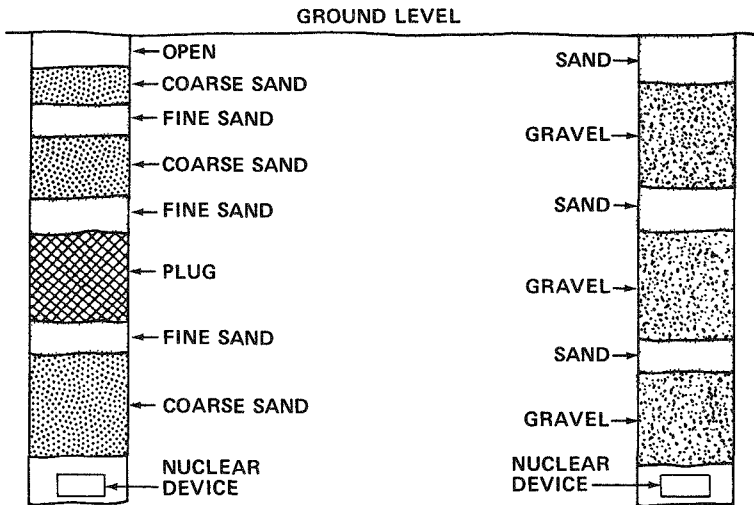 GROUND LEVEL
OPEN
COARSE SAND
FINE SAND
COARSE SAND
FINE SAND
PLUG
FINE SAND
COARSE SAND
NUCLEAR
DEVICE
SAND
GRAVEL
SAND
GRAVEL
SAND
GRAVEL
NUCLEAR
DEVICE